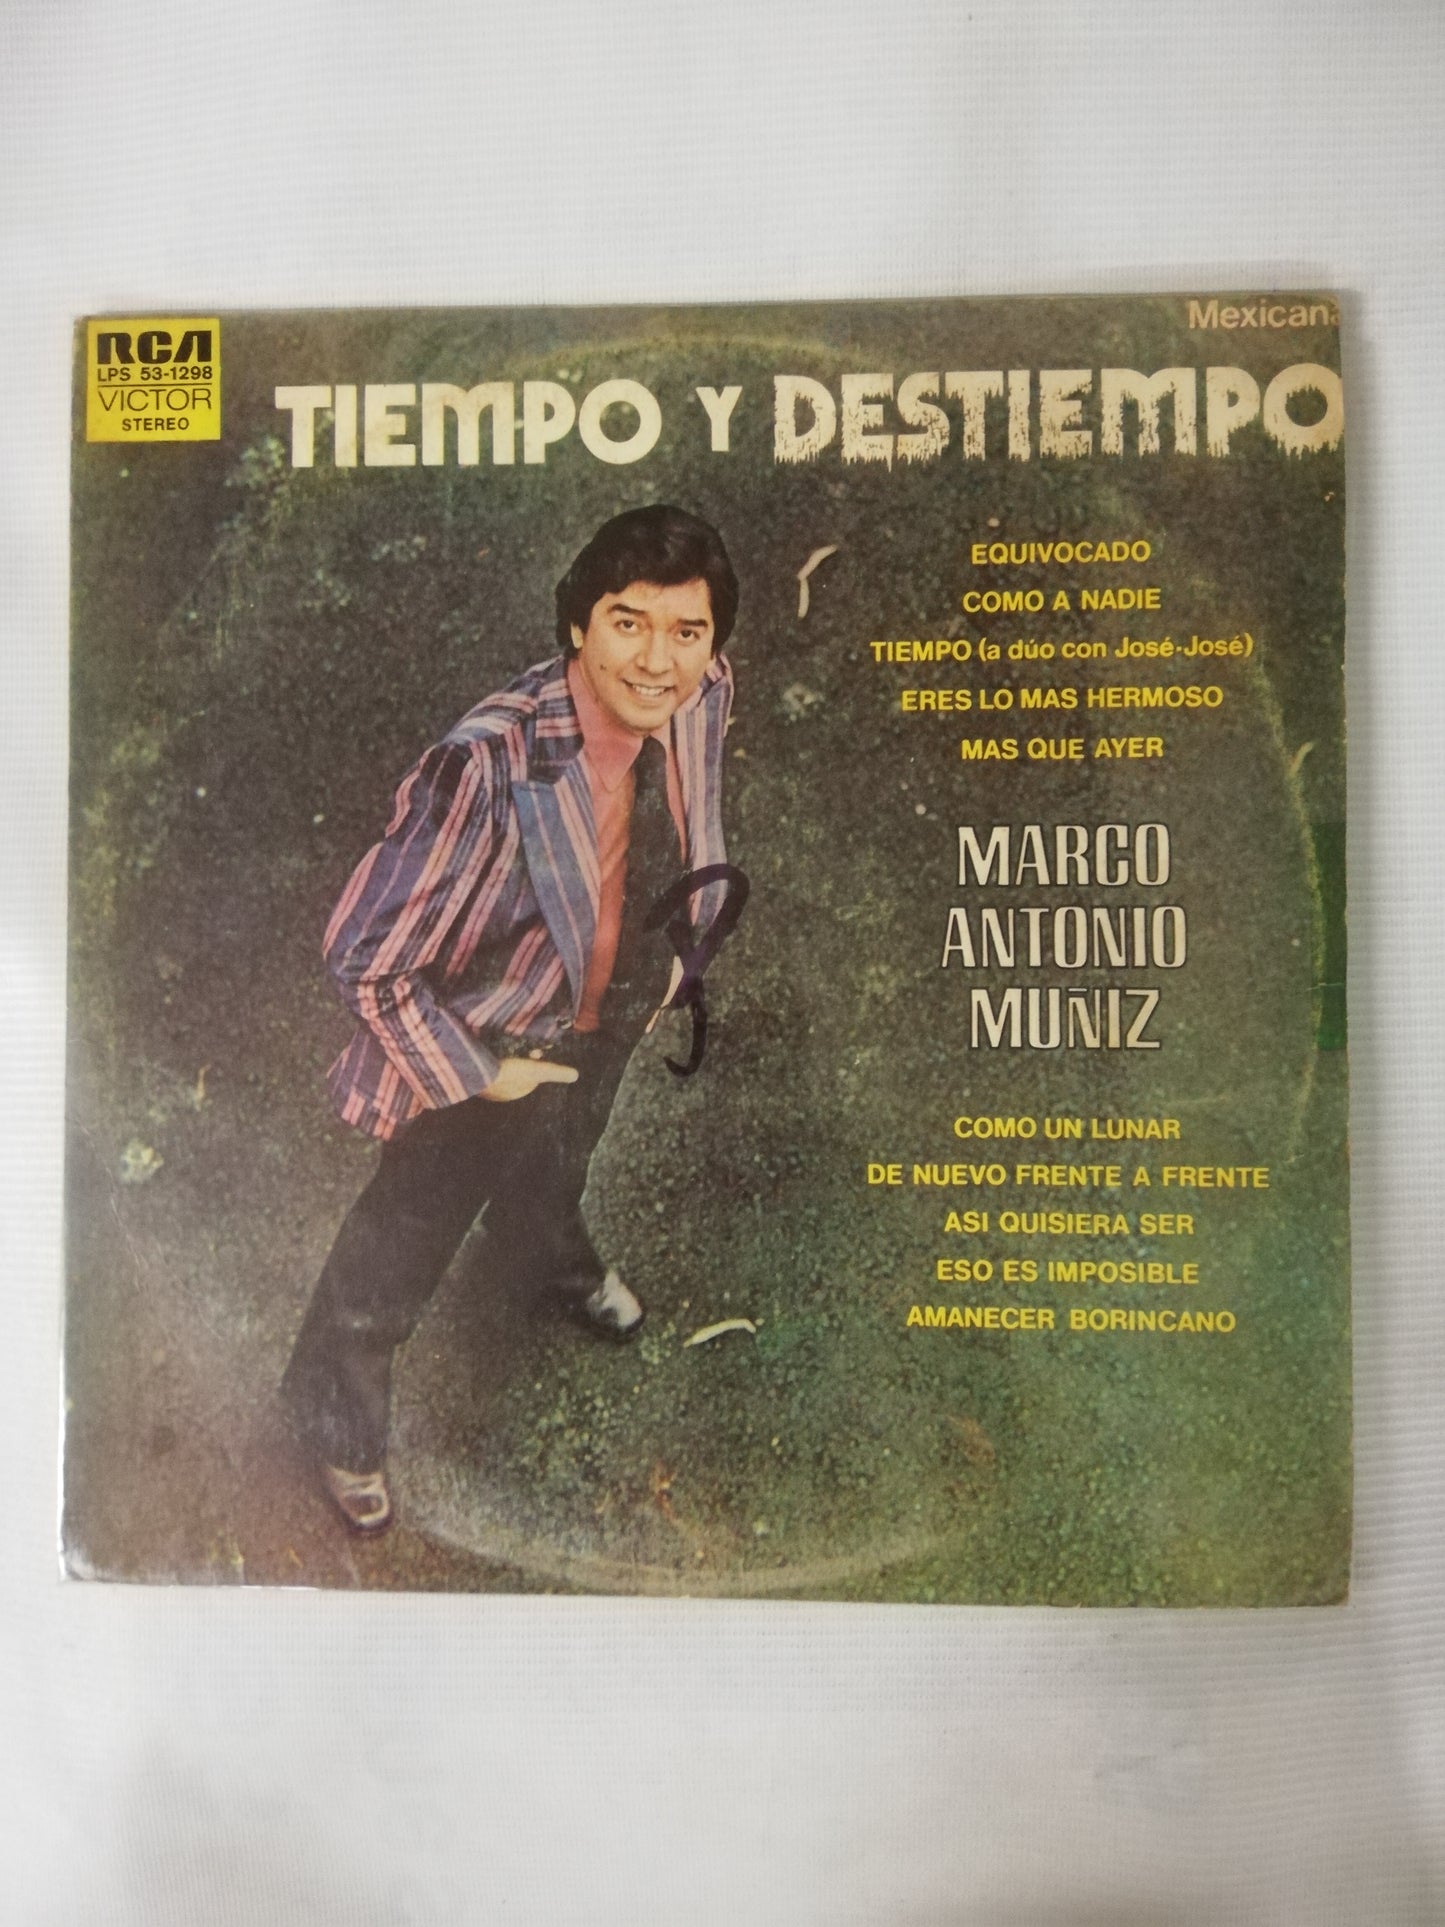 Mexicana
RCA
LPS 53-1298
VICTOR
STEREO
TIEMPO Y DESTIEMPO
EQUIVOCADO
COMO A NADIE
TIEMPO (a dúo con José-José)
ERES LO MAS HERMOSO
MAS QUE AYER
MARCO
ANTONIO
MUÑIZ
COMO UN LUNAR
DE NUEVO FRENTE A FRENTE
ASI QUISIERA SER
ESO ES IMPOSIBLE
AMANECER BORINCANO